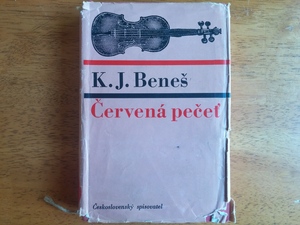 K. J. Beneš
Červená pečeť
Československý spisovatel